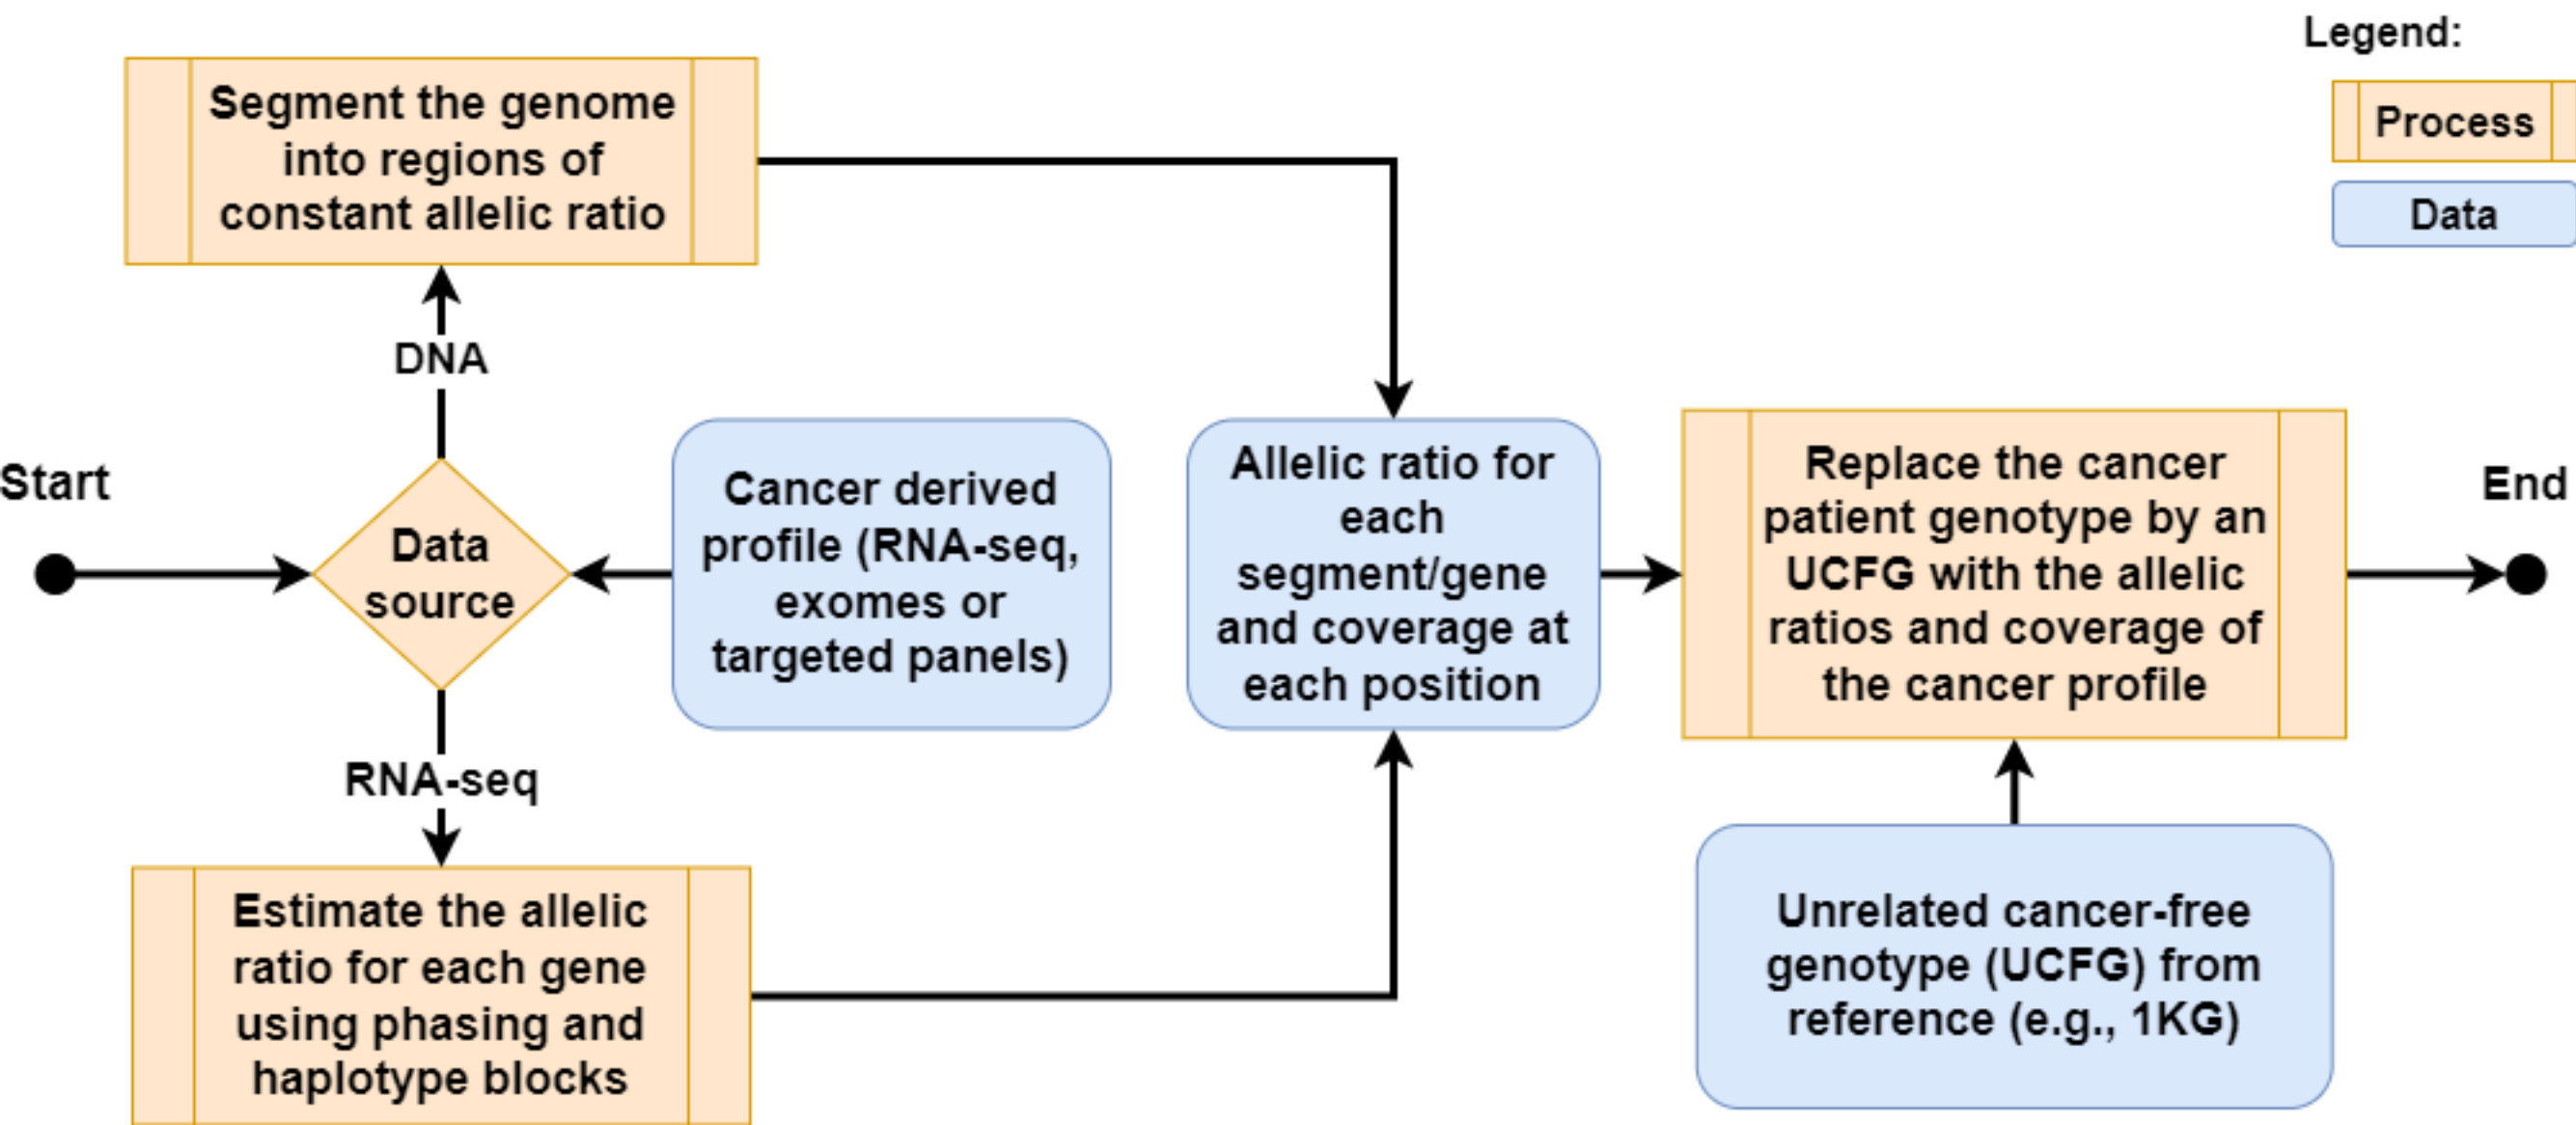 Legend:
Process
Data
Segment the genome
into regions of
constant allelic ratio
DNA
Start
Data
source
Cancer derived
profile (RNA-seq,
exomes or
targeted panels)
RNA-seq
Estimate the allelic
ratio for each gene
using phasing and
haplotype blocks
Allelic ratio for
each
segment/gene
and coverage at
each position
Replace the cancer
patient genotype by an
UCFG with the allelic
ratios and coverage of
the cancer profile
End
Unrelated cancer-free
genotype (UCFG) from
reference (e.g., 1KG)